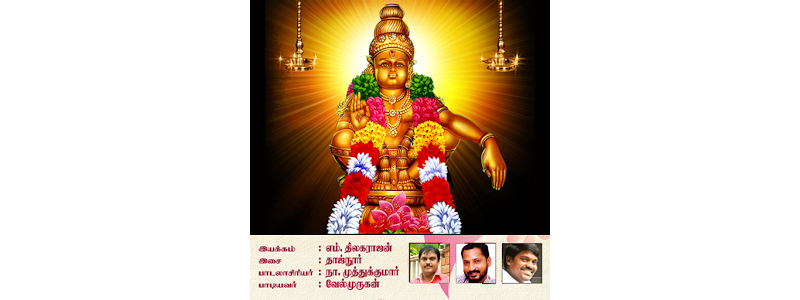 இயக்கம் : எம். திலகராஜன்
இசை : தாஜ்நூர்
பாடலாசிரியர் : நா. முத்துக்குமார்
பாடியவர் : வேல்முருகன்